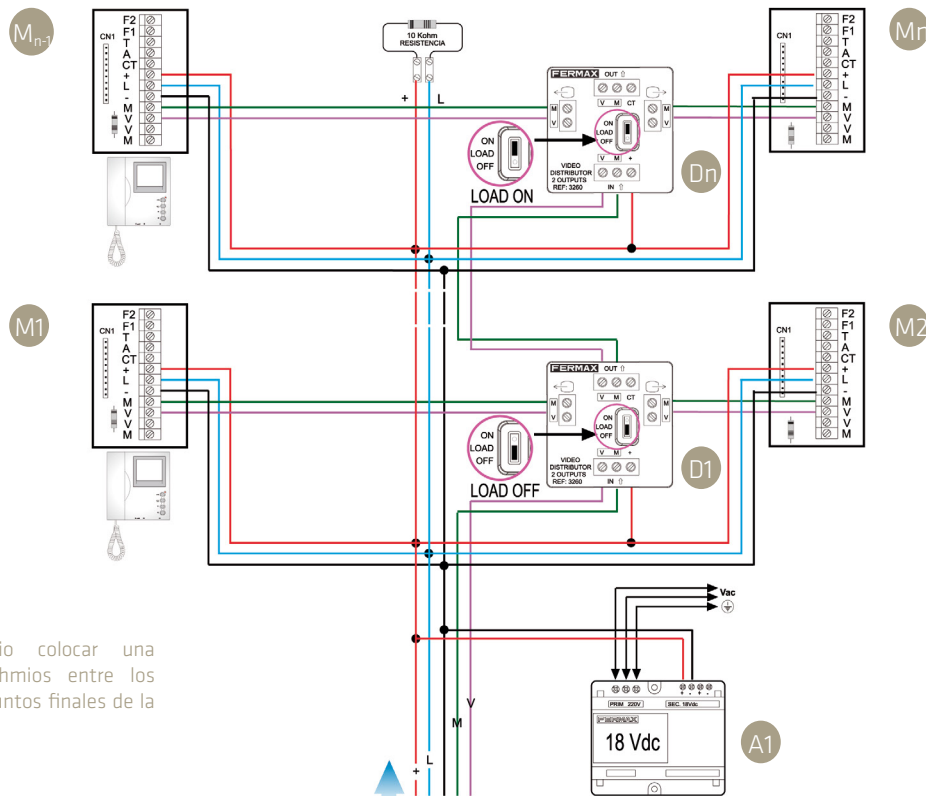 Mn-1
CN1
F2
F1
T
A
CT
+
L
-
M
V
V
M
10 Kohm
RESISTENCIA
+ L
FERMAX OUT ⇧
V M CT
M
V
M
V
ON
LOAD
OFF
V M +
VIDEO
DISTRIBUTOR
2 OUTPUTS
REF: 3260
IN ⇧
ON
LOAD
OFF
LOAD ON
Dn
CN1
F2
F1
T
A
CT
+
L
-
M
V
V
M
Mn
M1
CN1
F2
F1
T
A
CT
+
L
-
M
V
V
M
FERMAX OUT ⇧
V M CT
M
V
M
V
ON
LOAD
OFF
V M +
VIDEO
DISTRIBUTOR
2 OUTPUTS
REF: 3260
IN ⇧
ON
LOAD
OFF
LOAD OFF
D1
CN1
F2
F1
T
A
CT
+
L
-
M
V
V
M
M2
Vac
io colocar una
hmios entre los
untos finales de la
PRIM 220V
SEC. 18Vdc
+ - + -
FERMAX
18 Vdc
A1
V
M
L
+